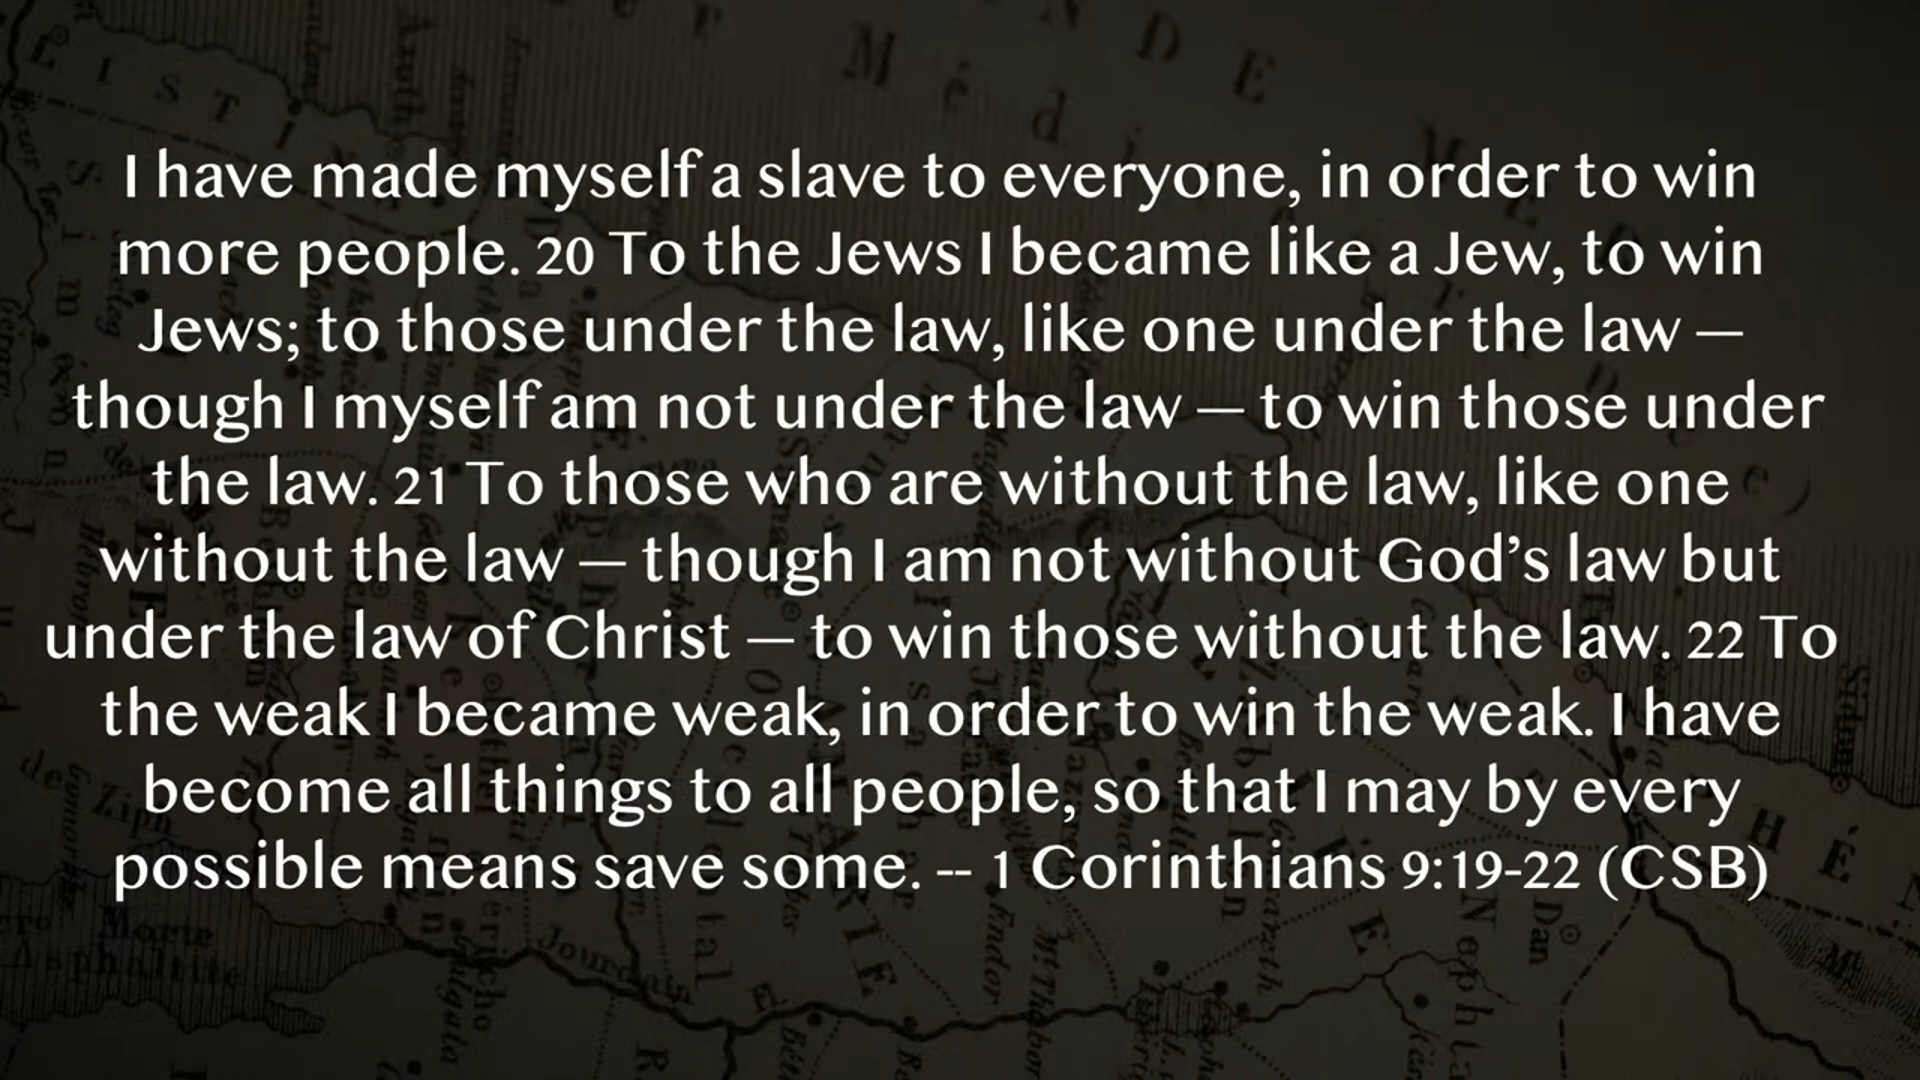 I have made myself a slave to everyone, in order to win
more people. 20 To the Jews I became like a Jew, to win
Jews; to those under the law, like one under the law —
though I myself am not under the law — to win those under
the law. 21 To those who are without the law, like one
without the law — though I am not without God’s law but
under the law of Christ — to win those without the law. 22 To
the weak I became weak, in order to win the weak. I have
become all things to all people, so that I may by every
possible means save some. -- 1 Corinthians 9:19-22 (CSB)